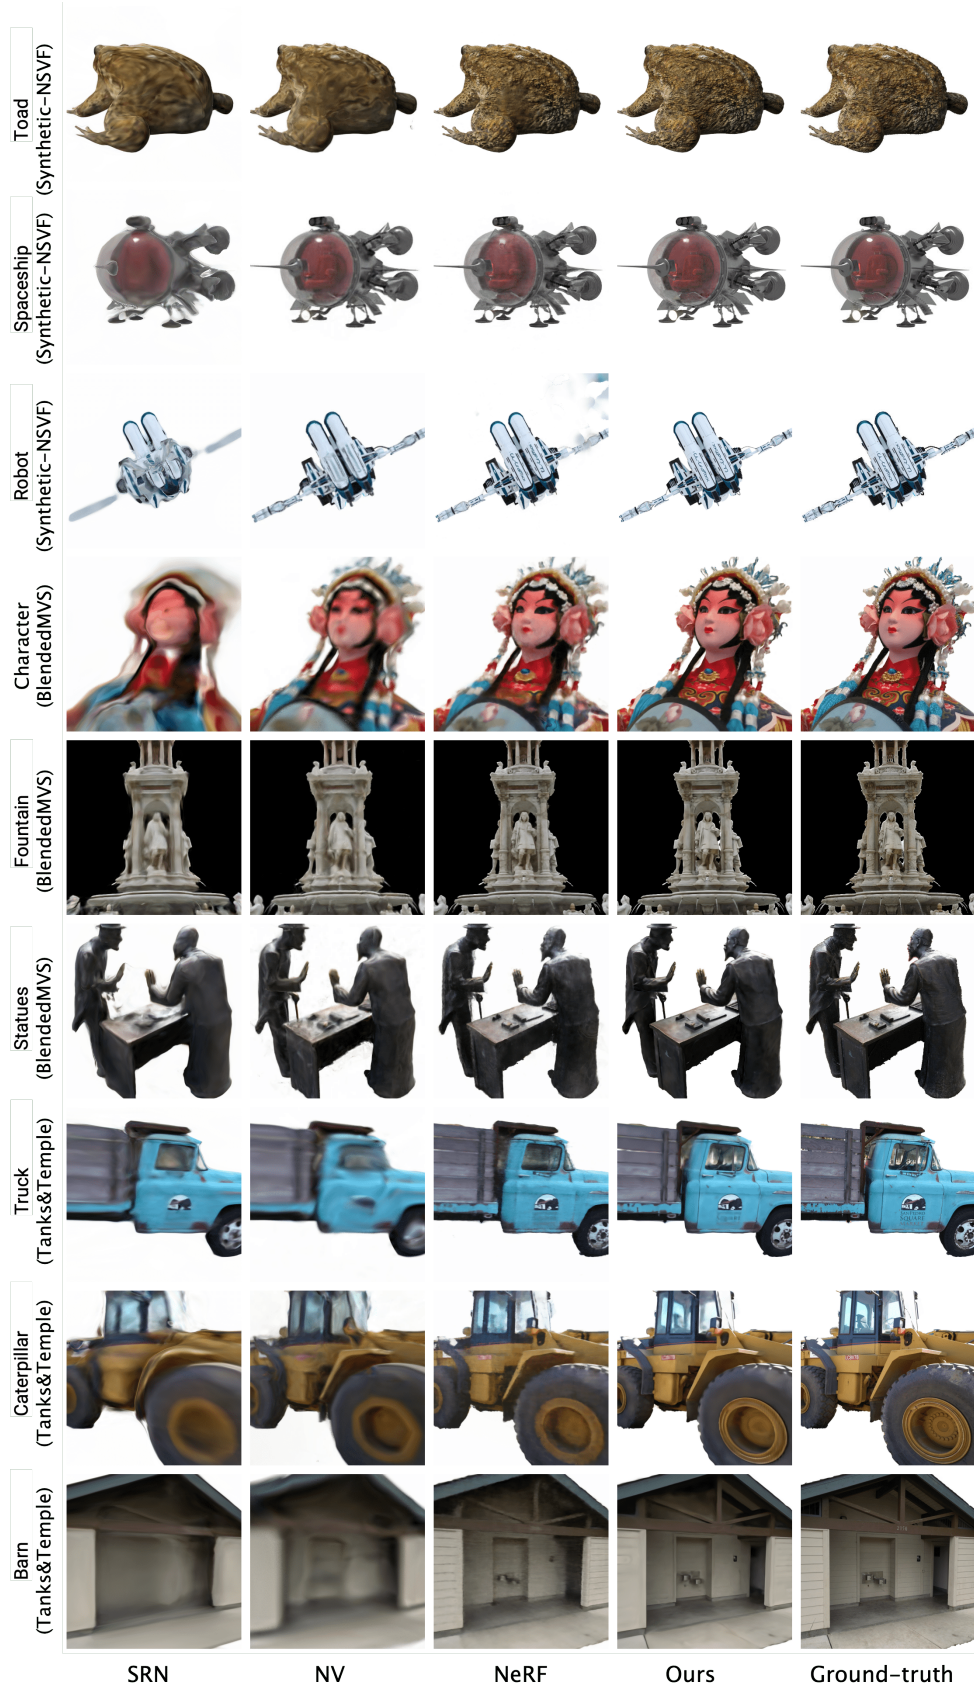 Toad
(Synthetic-NSVF)
Spaceship
(Synthetic-NSVF)
Robot
(Synthetic-NSVF)
Character
(BlendedMVS)
Fountain
(BlendedMVS)
Statues
(BlendedMVS)
Truck
(Tanks&Temple)
SQUARE
Caterpillar
(Tanks&Temple)
Barn
(Tanks&Temple)
SRN
NV
NeRF
Ours
Ground-truth